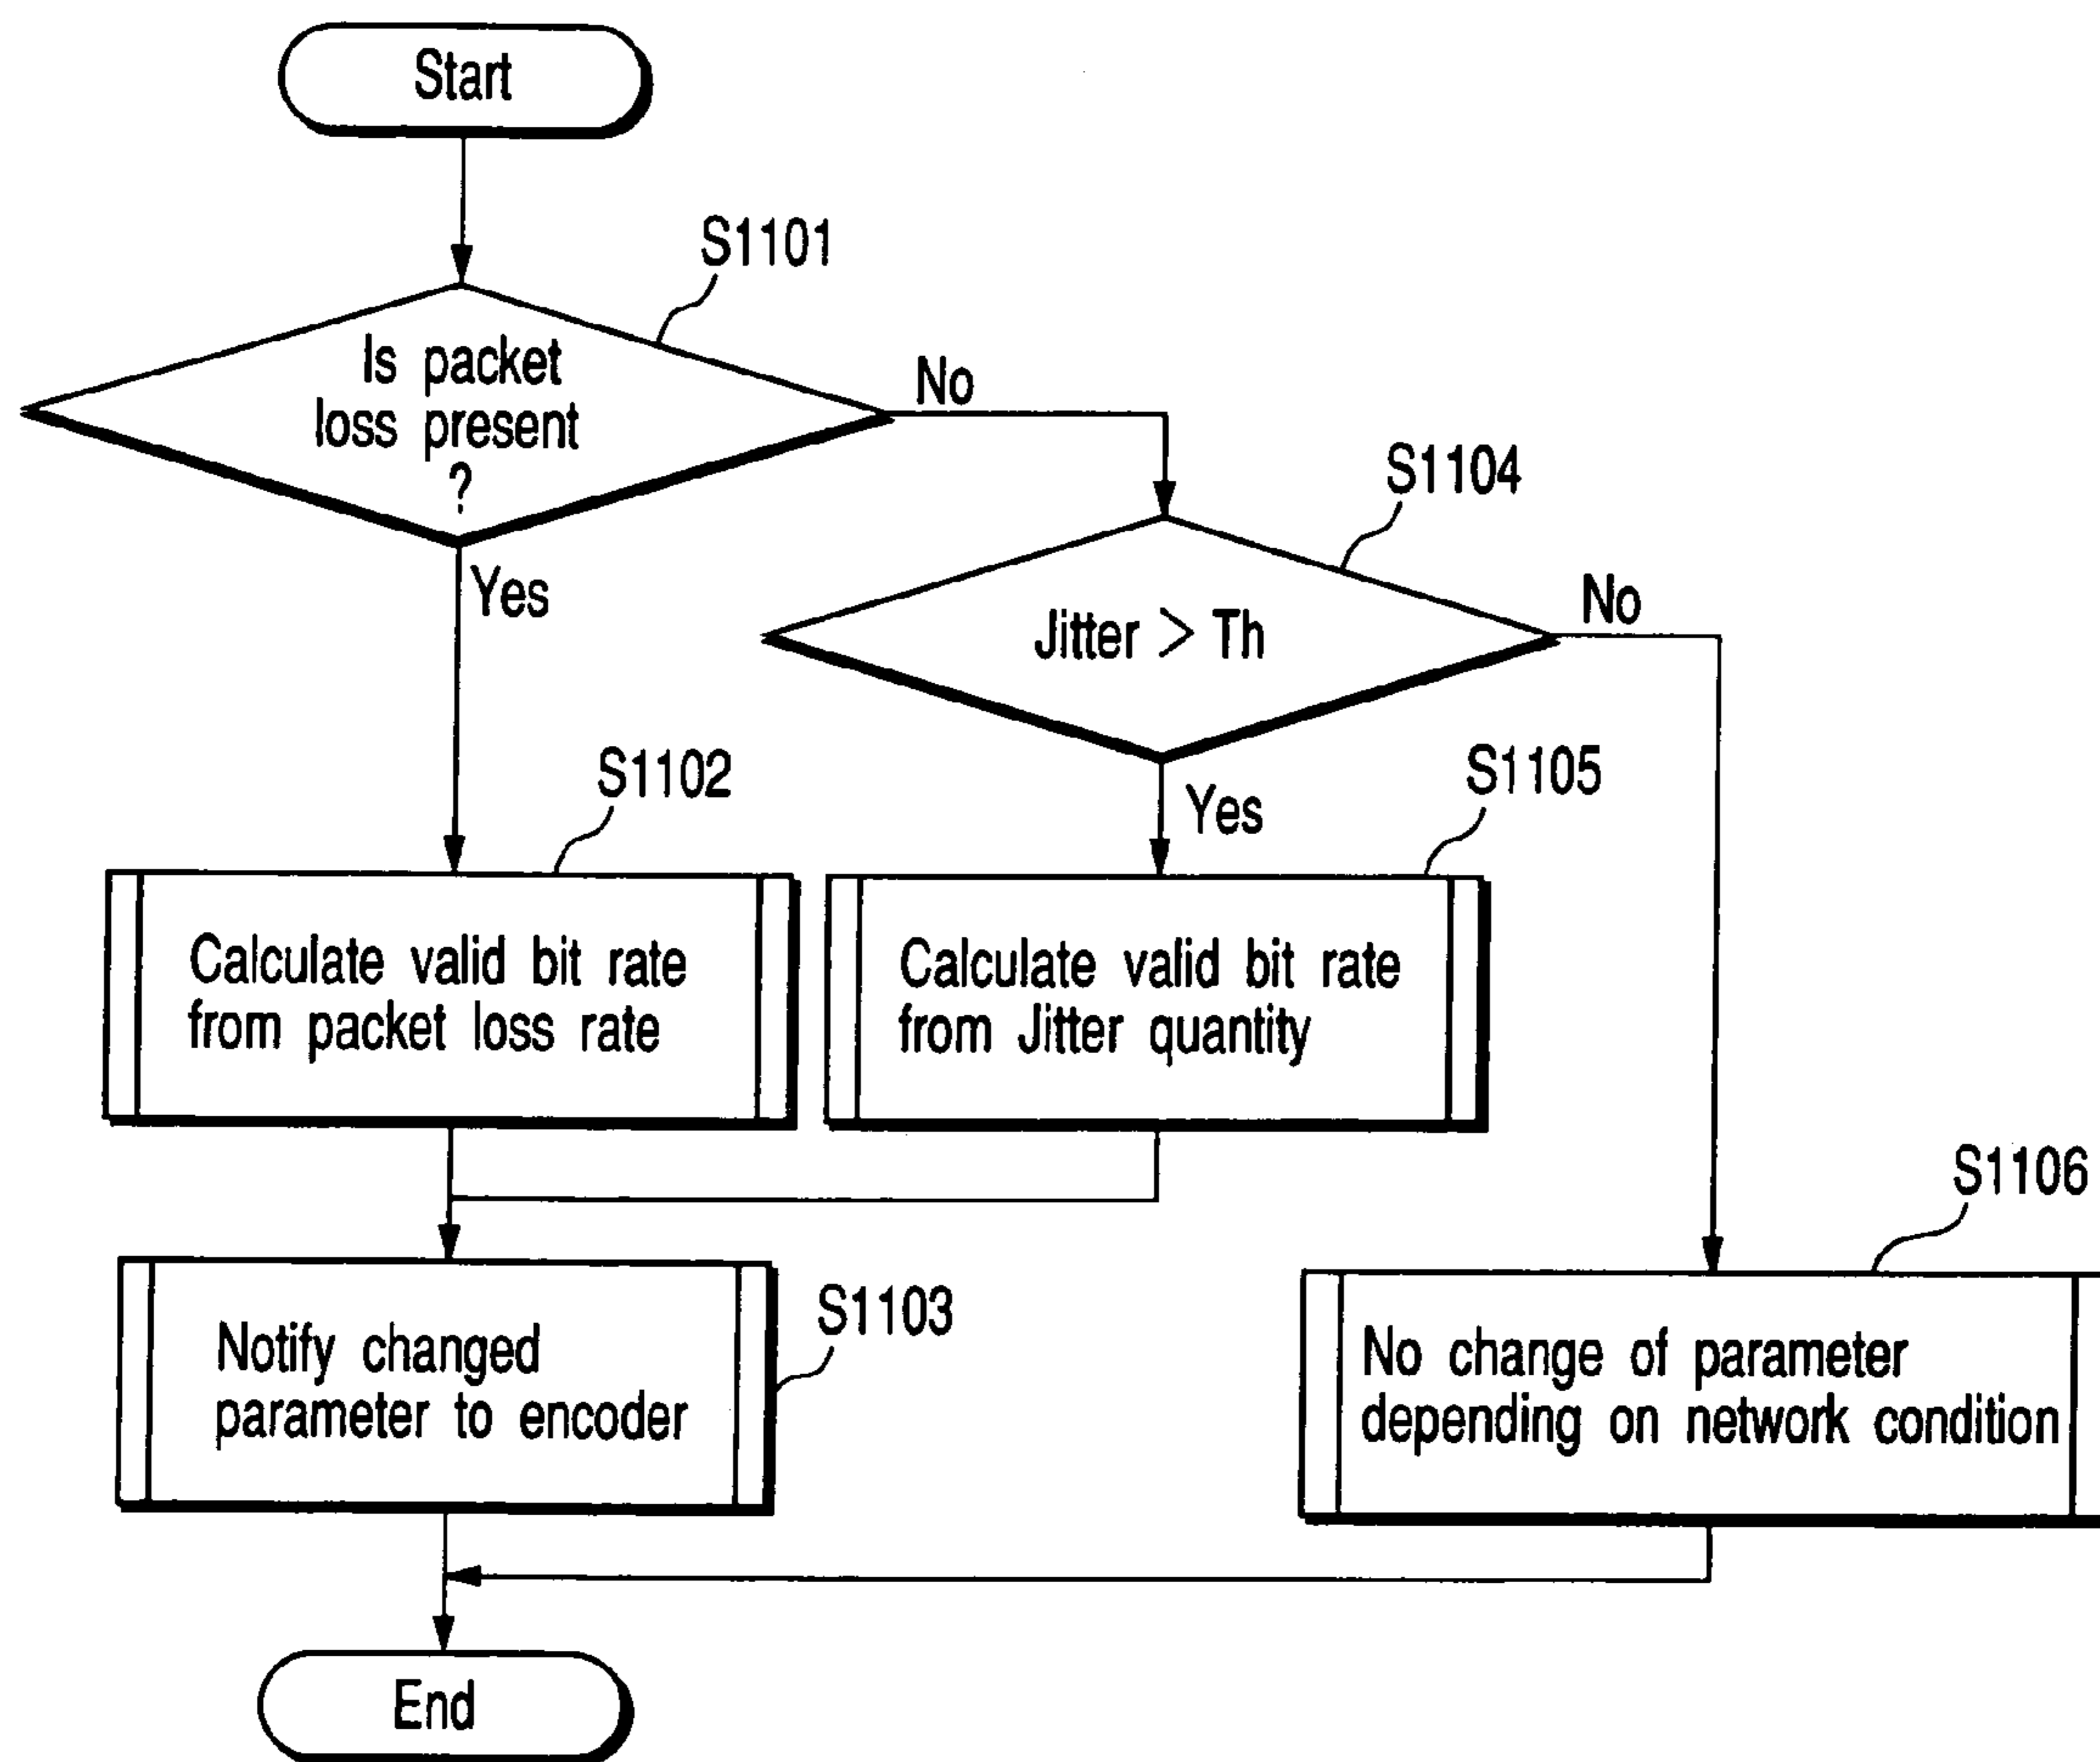 Start
S1101
Is packet
loss present
?
No
Yes
S1104
Jitter > Th
No
Yes
S1102
Calculate valid bit rate
from packet loss rate
S1105
Calculate valid bit rate
from Jitter quantity
S1103
Notify changed
parameter to encoder
S1106
No change of parameter
depending on network condition
End